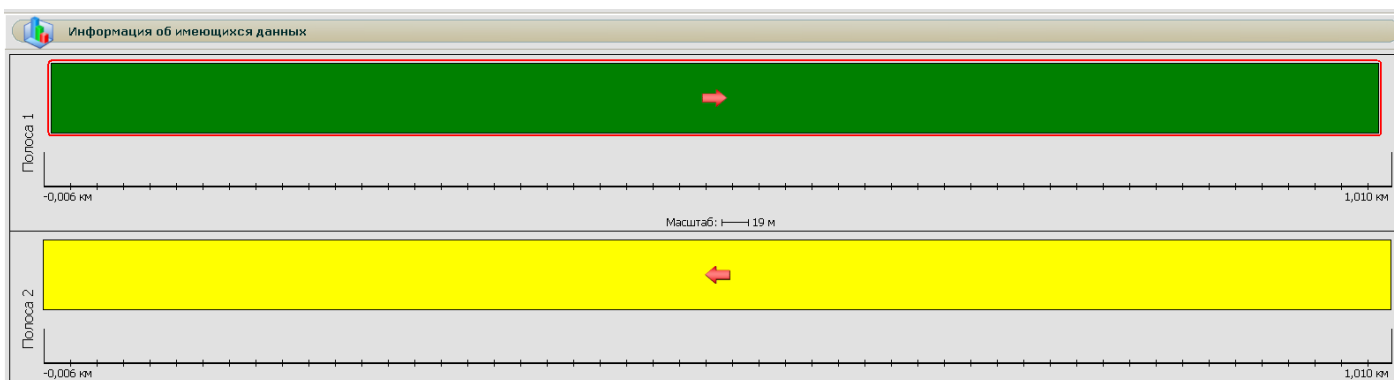 Информация об имеющихся данных
Полоса 1
-0,006 км 1,010 км
Масштаб: 19 м
Полоса 2
-0,006 км 1,010 км